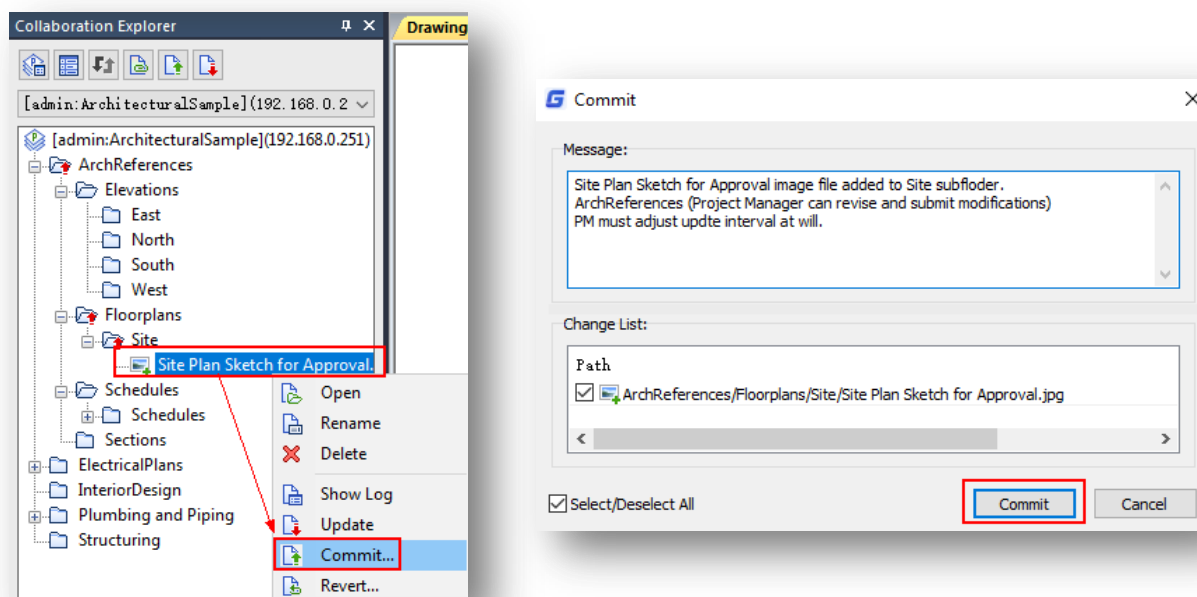 Collaboration Explorer
Drawing
[admin:ArchitecturalSample](192.168.0.2
[admin:ArchitecturalSample](192.168.0.251)
ArchReferences
Elevations
East
North
South
West
Floorplans
Site
Site Plan Sketch for Approval.
Schedules
Schedules
Sections
ElectricalPlans
InteriorDesign
Plumbing and Piping
Structuring
Open
Rename
Delete
Show Log
Update
Commit...
Revert...
Commit
Message:
Site Plan Sketch for Approval image file added to Site subfloder.
ArchReferences (Project Manager can revise and submit modifications)
PM must adjust updte interval at will.
Change List:
Path
ArchReferences/Floorplans/Site/Site Plan Sketch for Approval.jpg
Select/Deselect All
Commit
Cancel